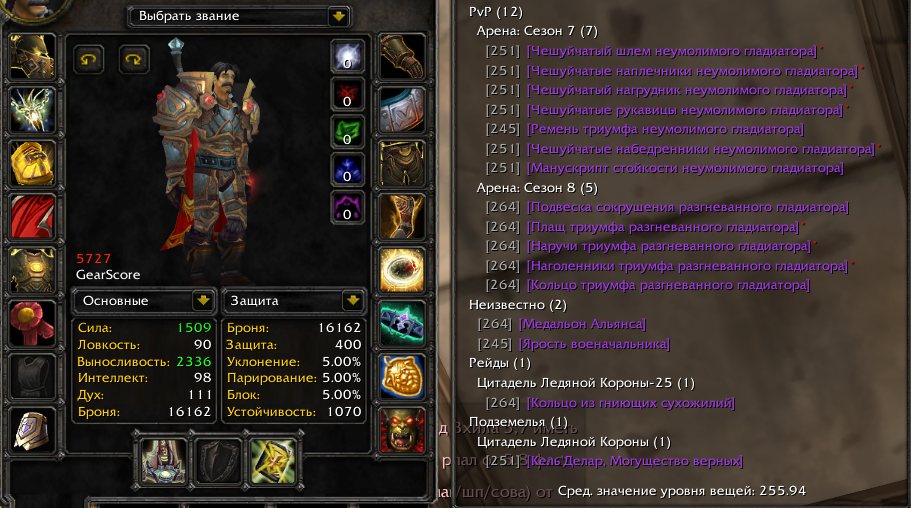 Выбрать звание
0
0
0
0
0
5727
GearScore
Основные
Защита
Сила: 1509
Ловкость: 90
Выносливость: 2336
Интеллект: 98
Дух: 111
Броня: 16162
Броня: 16162
Защита: 400
Уклонение: 5.00%
Парирование: 5.00%
Блок: 5.00%
Устойчивость: 1070
PvP (12)
Арена: Сезон 7 (7)
[251] [Чешуйчатый шлем неумолимого гладиатора]*
[251] [Чешуйчатые наплечники неумолимого гладиатора]*
[251] [Чешуйчатый нагрудник неумолимого гладиатора]*
[251] [Чешуйчатые рукавицы неумолимого гладиатора]*
[245] [Ремень триумфа неумолимого гладиатора]
[251] [Чешуйчатые набедренники неумолимого гладиатора]*
[251] [Манускрипт стойкости неумолимого гладиатора]
Арена: Сезон 8 (5)
[264] [Подвеска сокрушения разгневанного гладиатора]
[264] [Плащ триумфа разгневанного гладиатора]*
[264] [Наручи триумфа разгневанного гладиатора]*
[264] [Наголенники триумфа разгневанного гладиатора]*
[264] [Кольцо триумфа разгневанного гладиатора]
Неизвестно (2)
[264] [Медальон Альянса]
[245] [Ярость военачальника]
Рейды (1)
Цитадель Ледяной Короны-25 (1)
[264] [Кольцо из гниющих сухожилий]
Подземелья (1)
Цитадель Ледяной Короны (1)
[251] [Кель'Делар, Могущество верных]
/шп/сова) от
Сред. значение уровня вещей: 255.94